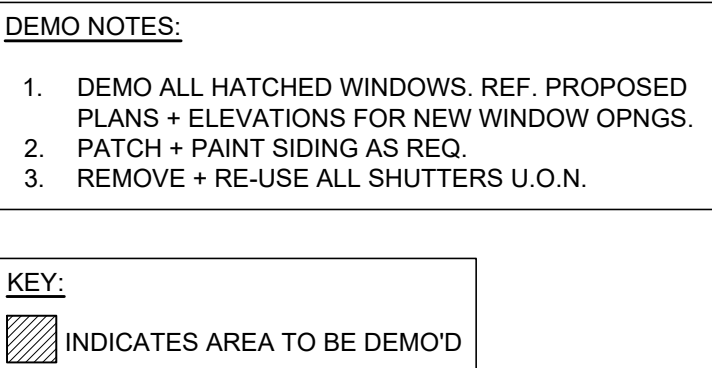 DEMO NOTES:
1. DEMO ALL HATCHED WINDOWS. REF. PROPOSED
PLANS + ELEVATIONS FOR NEW WINDOW OPNGS.
2. PATCH + PAINT SIDING AS REQ.
3. REMOVE + RE-USE ALL SHUTTERS U.O.N.
KEY:
INDICATES AREA TO BE DEMO'D